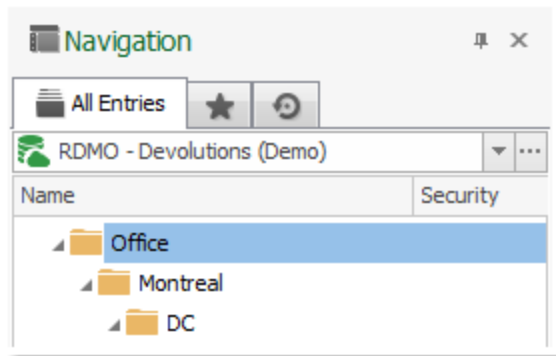 Navigation
All Entries
RDMO - Devolutions (Demo)
Name Security
Office
Montreal
DC